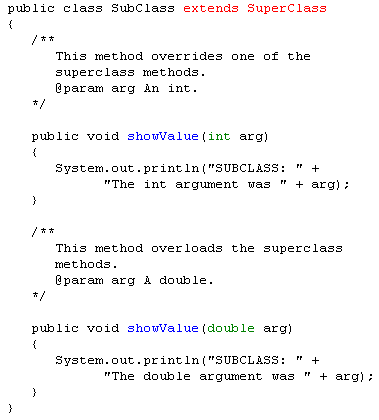 public class SubClass extends SuperClass
{
/**
This method overrides one of the
superclass methods.
@param arg An int.
*/
public void showValue(int arg)
{
System.out.println("SUBCLASS: " +
"The int argument was " + arg);
}
/**
This method overloads the superclass
methods.
@param arg A double.
*/
public void showValue(double arg)
{
System.out.println("SUBCLASS: " +
"The double argument was " + arg);
}
}